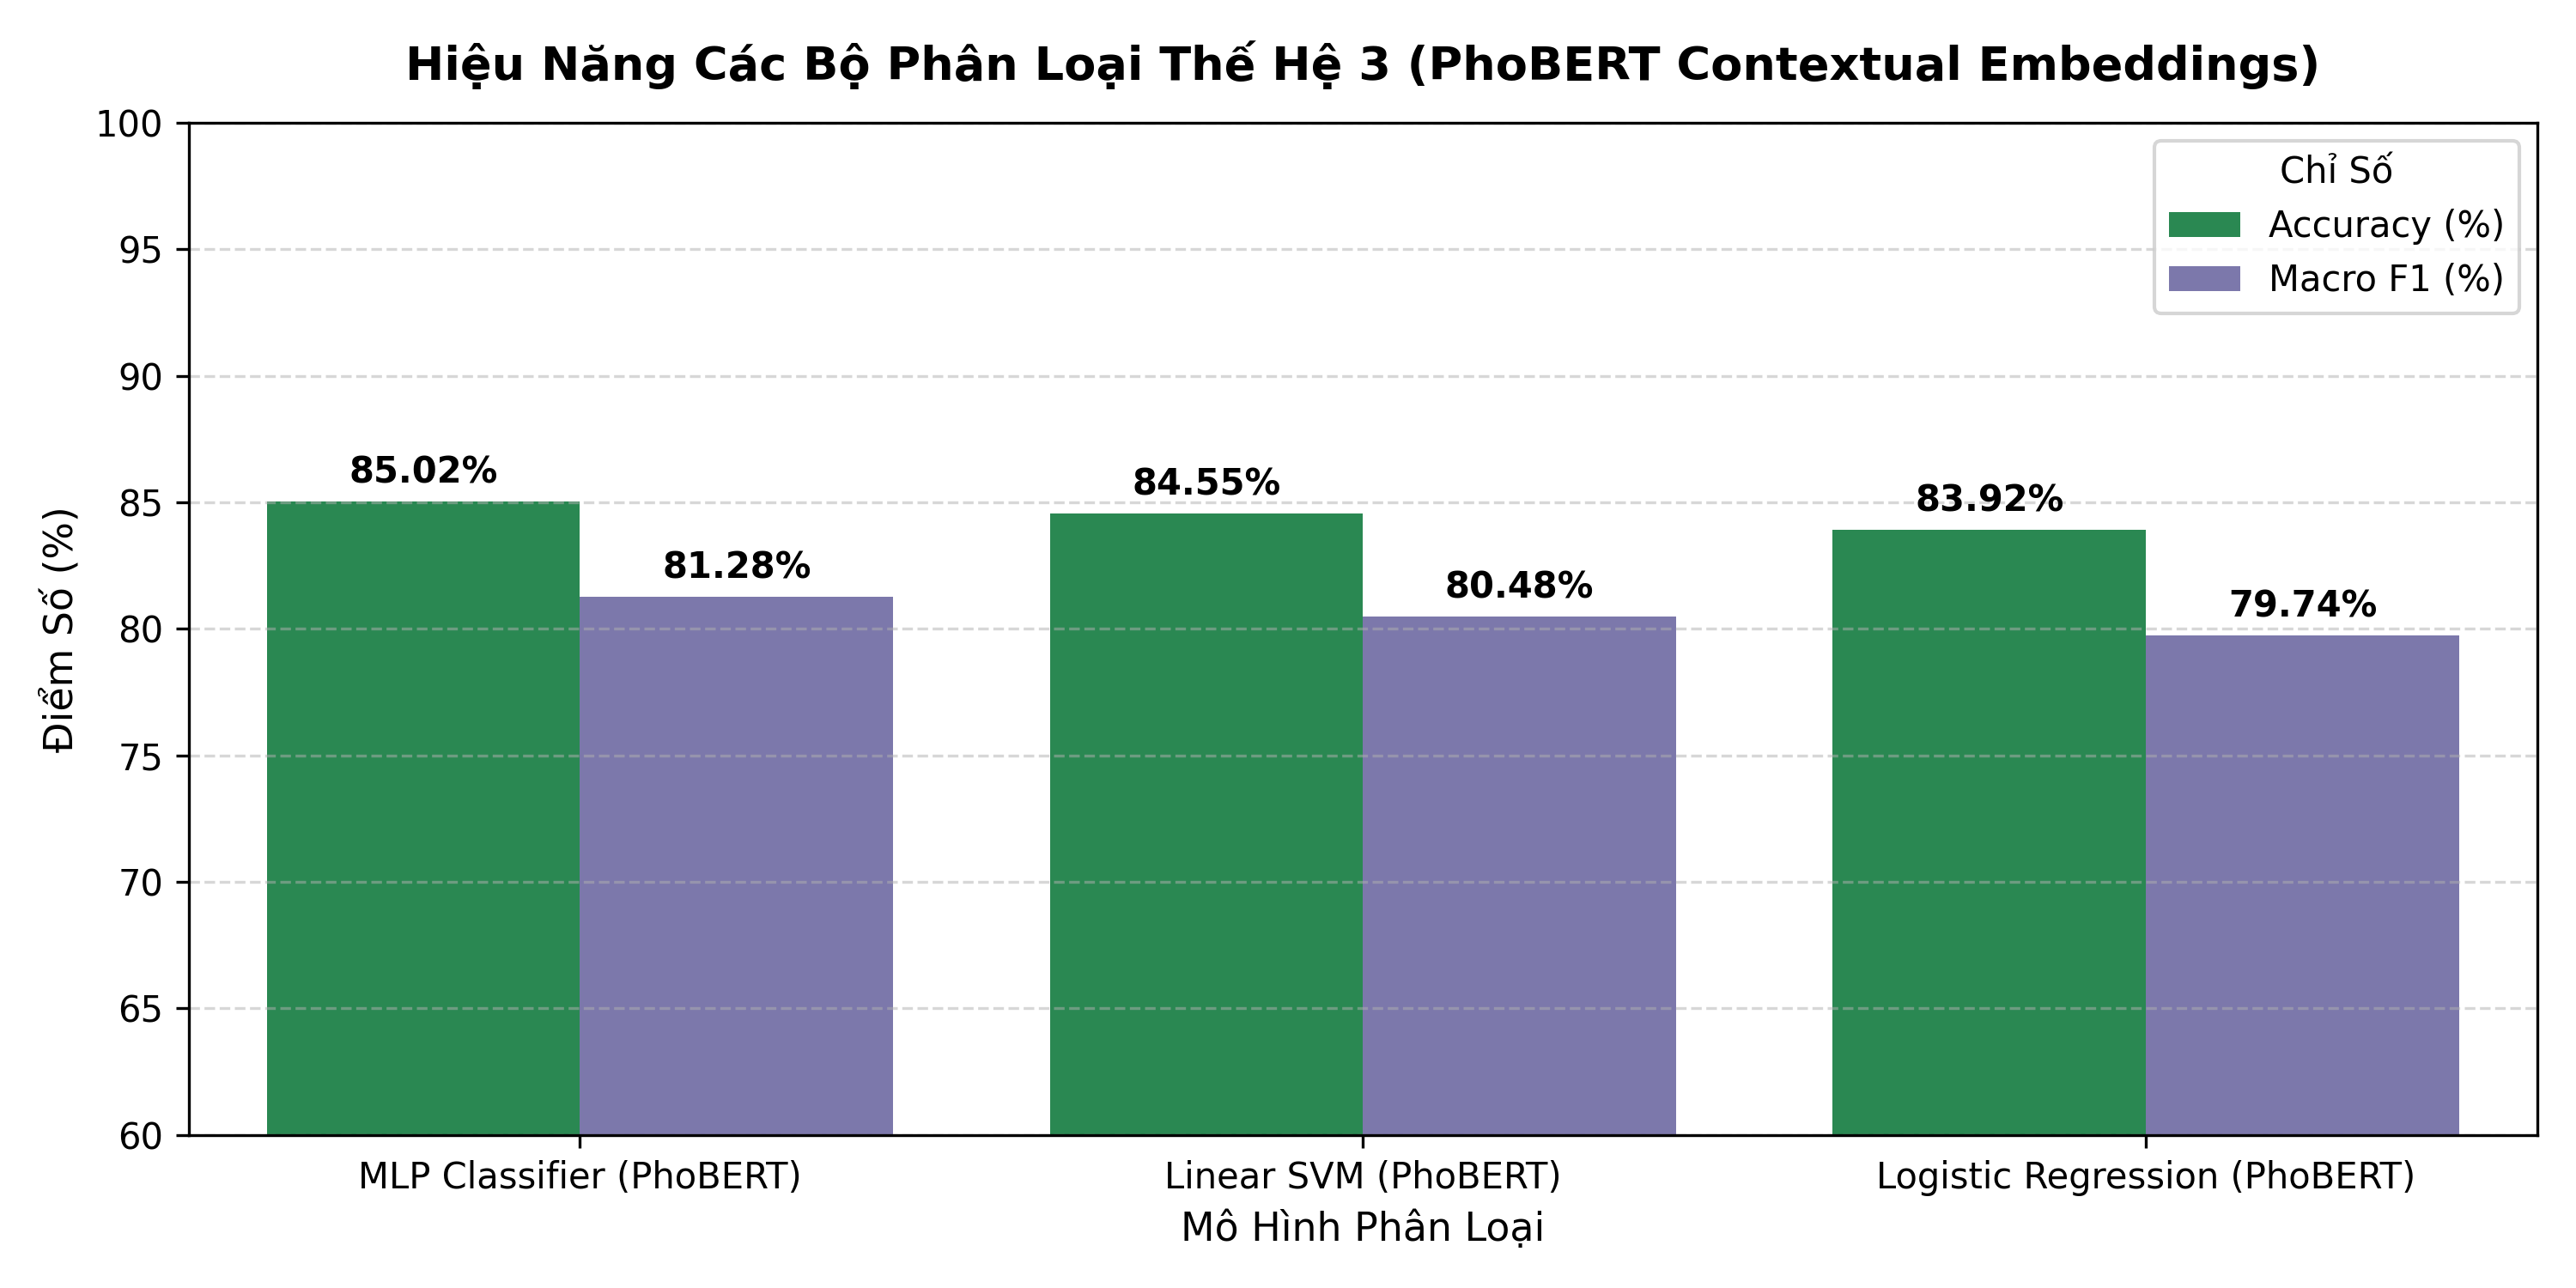 Hiệu Năng Các Bộ Phân Loại Thế Hệ 3 (PhoBERT Contextual Embeddings)
Chỉ Số
Accuracy (%)
Macro F1 (%)
Điểm Số (%)
100
95
90
85
80
75
70
65
60
85.02%
81.28%
84.55%
80.48%
83.92%
79.74%
MLP Classifier (PhoBERT)
Linear SVM (PhoBERT)
Logistic Regression (PhoBERT)
Mô Hình Phân Loại